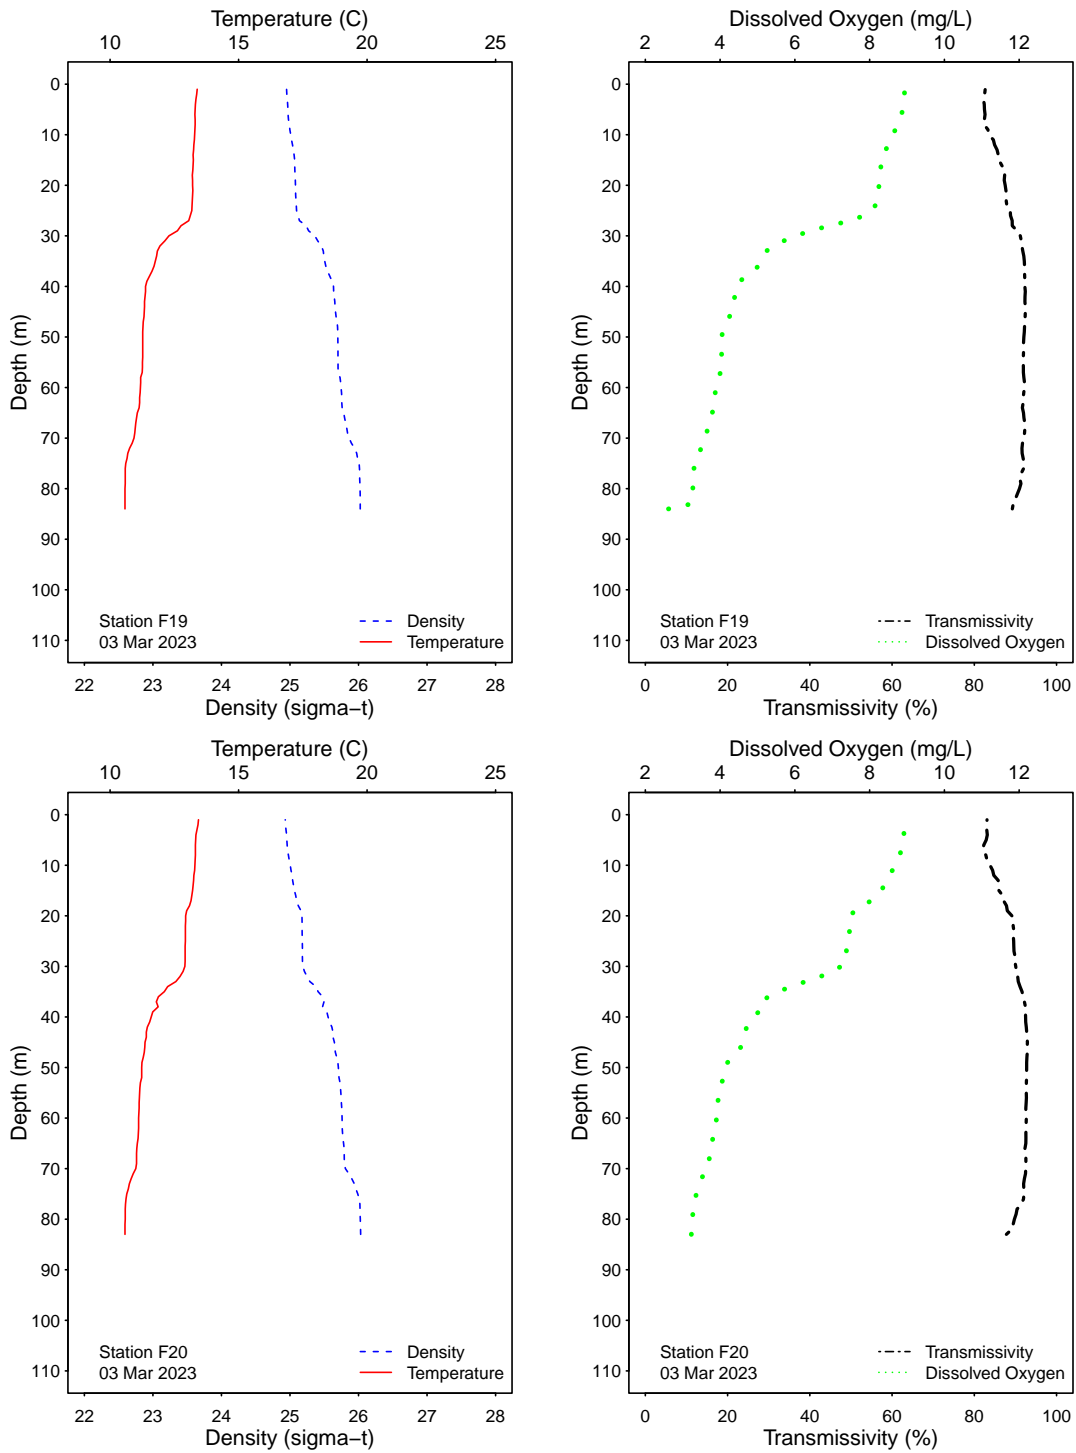 Temperature (C)
10 15 20 25
0
10
20
30
40
50
60
70
80
90
100
110
Depth (m)
Station F19
03 Mar 2023
Density
Temperature
22 23 24 25 26 27 28
Density (sigma−t)
Dissolved Oxygen (mg/L)
2 4 6 8 10 12
0
10
20
30
40
50
60
70
80
90
100
110
Depth (m)
Station F19
03 Mar 2023
Transmissivity
Dissolved Oxygen
0 20 40 60 80 100
Transmissivity (%)
Temperature (C)
10 15 20 25
0
10
20
30
40
50
60
70
80
90
100
110
Depth (m)
Station F20
03 Mar 2023
Density
Temperature
22 23 24 25 26 27 28
Density (sigma−t)
Dissolved Oxygen (mg/L)
2 4 6 8 10 12
0
10
20
30
40
50
60
70
80
90
100
110
Depth (m)
Station F20
03 Mar 2023
Transmissivity
Dissolved Oxygen
0 20 40 60 80 100
Transmissivity (%)